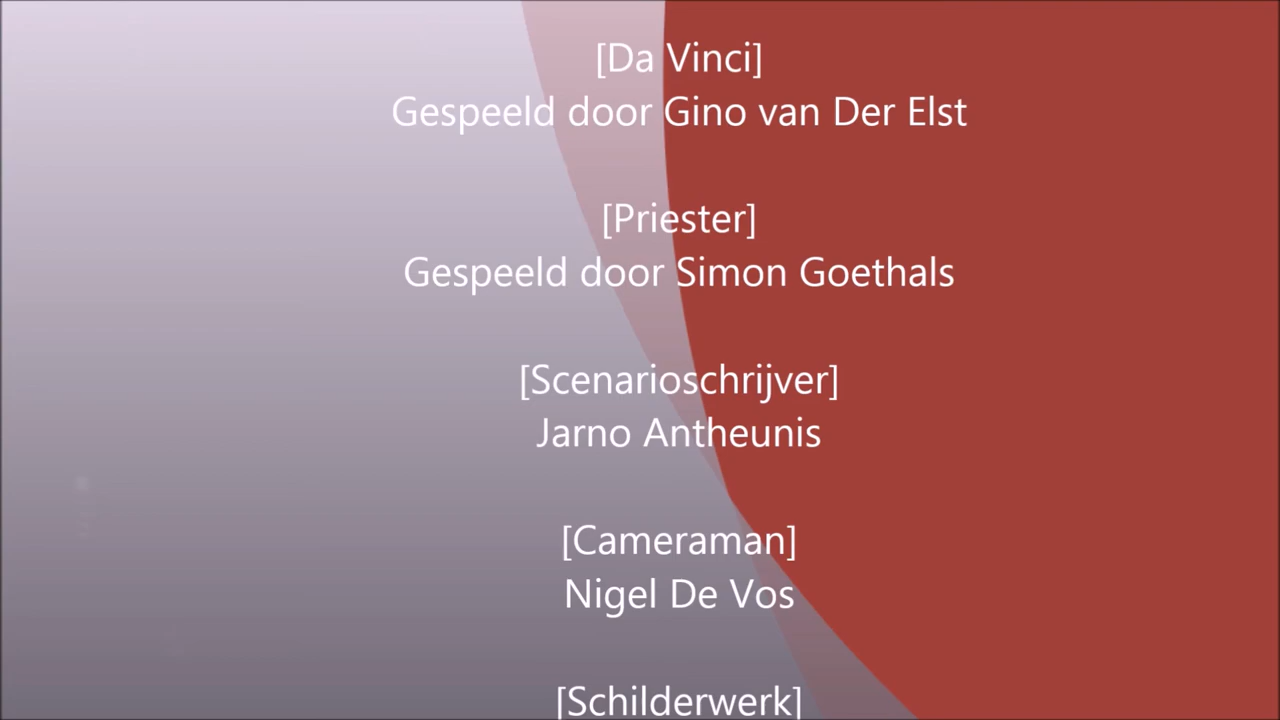 [Da Vinci]
Gespeeld door Gino van Der Elst
[Priester]
Gespeeld door Simon Goethals
[Scenarioschrijver]
Jarno Antheunis
[Cameraman]
Nigel De Vos
[Schilderwerk]